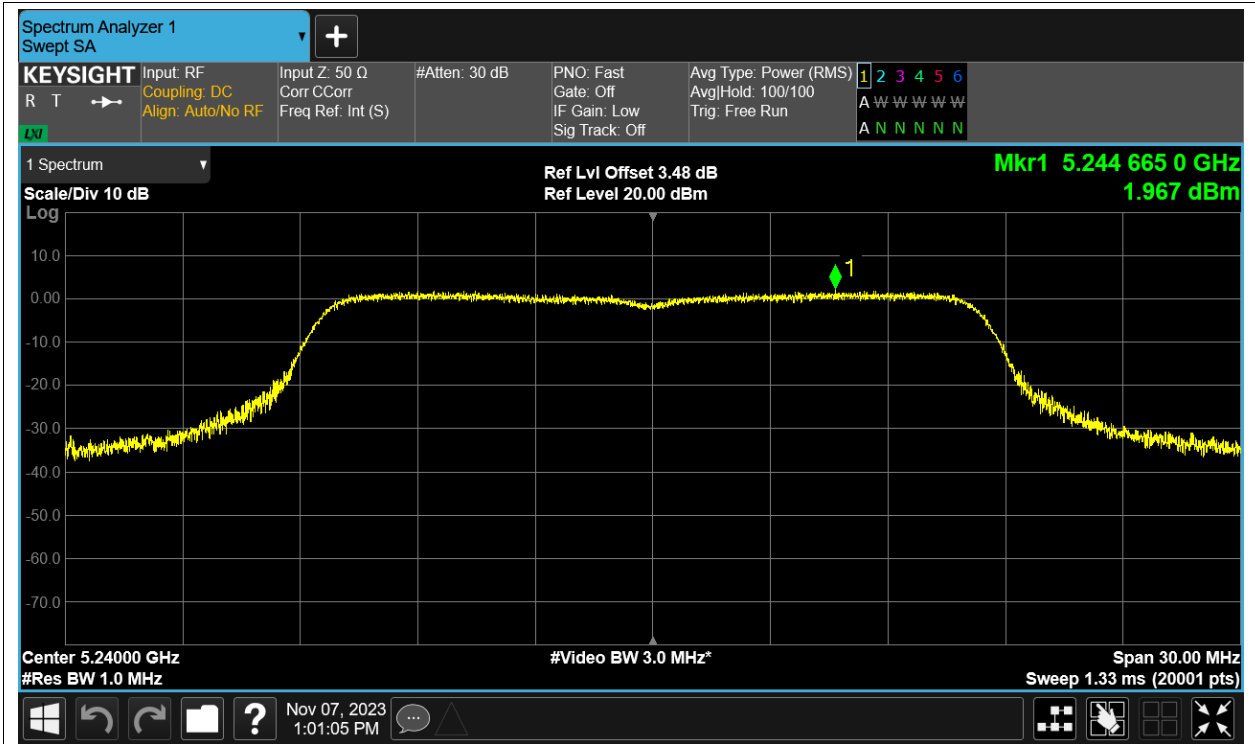 Spectrum Analyzer 1
Swept SA
+
KEYSIGHT
R T
LXI
Input: RF
Coupling: DC
Align: Auto/No RF
Input Z: 50 Ω
Corr CCorr
Freq Ref: Int (S)
#Atten: 30 dB
PNO: Fast
Gate: Off
IF Gain: Low
Sig Track: Off
Avg Type: Power (RMS)
Avg|Hold: 100/100
Trig: Free Run
1 2 3 4 5 6
A W W W W W
A N N N N N
1 Spectrum
Scale/Div 10 dB
Ref Lvl Offset 3.48 dB
Ref Level 20.00 dBm
Mkr1 5.244 665 0 GHz
1.967 dBm
Log
10.0
0.00
-10.0
-20.0
-30.0
-40.0
-50.0
-60.0
-70.0
1
Center 5.24000 GHz
#Res BW 1.0 MHz
#Video BW 3.0 MHz*
Span 30.00 MHz
Sweep 1.33 ms (20001 pts)
?
Nov 07, 2023
1:01:05 PM